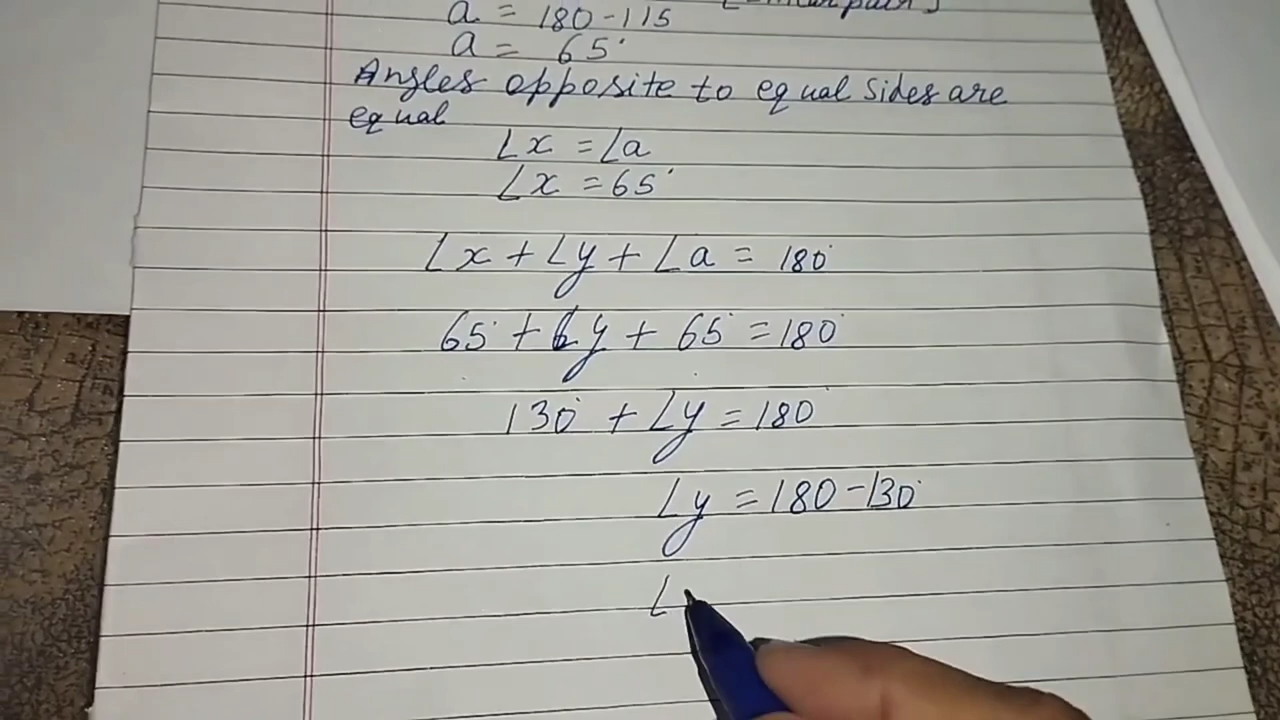 a = 180-115
a = 65°
Angles opposite to equal sides are
equal
∠x = ∠a
∠x = 65°
∠x + ∠y + ∠a = 180°
65° + ∠y + 65° = 180°
130° + ∠y = 180°
∠y = 180-130°
∠